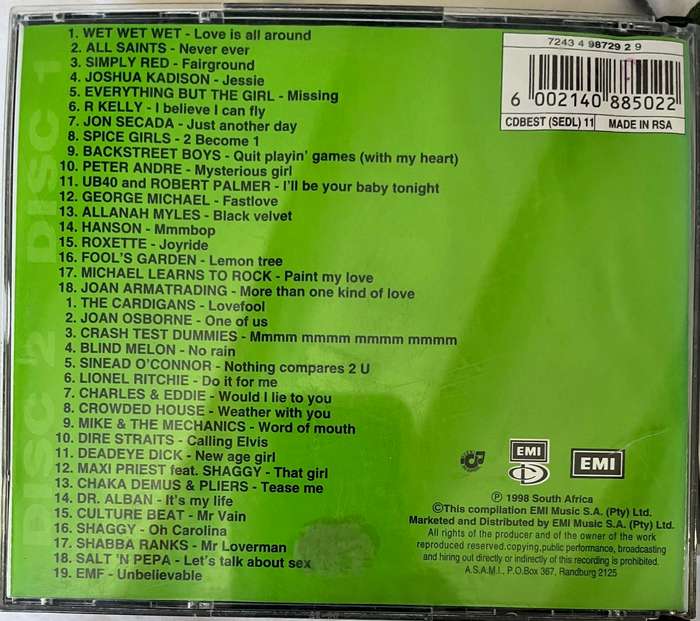 DISC 1
1. WET WET WET - Love is all around
2. ALL SAINTS - Never ever
3. SIMPLY RED - Fairground
4. JOSHUA KADISON - Jessie
5. EVERYTHING BUT THE GIRL - Missing
6. R KELLY - I believe I can fly
7. JON SECADA - Just another day
8. SPICE GIRLS - 2 Become 1
9. BACKSTREET BOYS - Quit playin' games (with my heart)
10. PETER ANDRE - Mysterious girl
11. UB40 and ROBERT PALMER - I'll be your baby tonight
12. GEORGE MICHAEL - Fastlove
13. ALLANAH MYLES - Black velvet
14. HANSON - Mmmbop
15. ROXETTE - Joyride
16. FOOL'S GARDEN - Lemon tree
17. MICHAEL LEARNS TO ROCK - Paint my love
18. JOAN ARMATRADING - More than one kind of love
DISC 2
1. THE CARDIGANS - Lovefool
2. JOAN OSBORNE - One of us
3. CRASH TEST DUMMIES - Mmmm mmmm mmmm mmmm
4. BLIND MELON - No rain
5. SINEAD O'CONNOR - Nothing compares 2 U
6. LIONEL RITCHIE - Do it for me
7. CHARLES & EDDIE - Would I lie to you
8. CROWDED HOUSE - Weather with you
9. MIKE & THE MECHANICS - Word of mouth
10. DIRE STRAITS - Calling Elvis
11. DEADEYE DICK - New age girl
12. MAXI PRIEST feat. SHAGGY - That girl
13. CHAKA DEMUS & PLIERS - Tease me
14. DR. ALBAN - It's my life
15. CULTURE BEAT - Mr Vain
16. SHAGGY - Oh Carolina
17. SHABBA RANKS - Mr Loverman
18. SALT 'N PEPA - Let's talk about sex
19. EMF - Unbelievable
7243 4 98729 2 9
6 002140 885022
CDBEST (SEDL) 11 MADE IN RSA
EMI
EMI
℗ 1998 South Africa
©This compilation EMI Music S.A. (Pty) Ltd.
Marketed and Distributed by EMI Music S.A. (Pty) Ltd.
All rights of the producer and of the owner of the work
reproduced reserved.copying,public performance, broadcasting
and hiring out directly or indirectly of this recording is prohibited.
A.S.A.M.I., P.O.Box 367, Randburg 2125